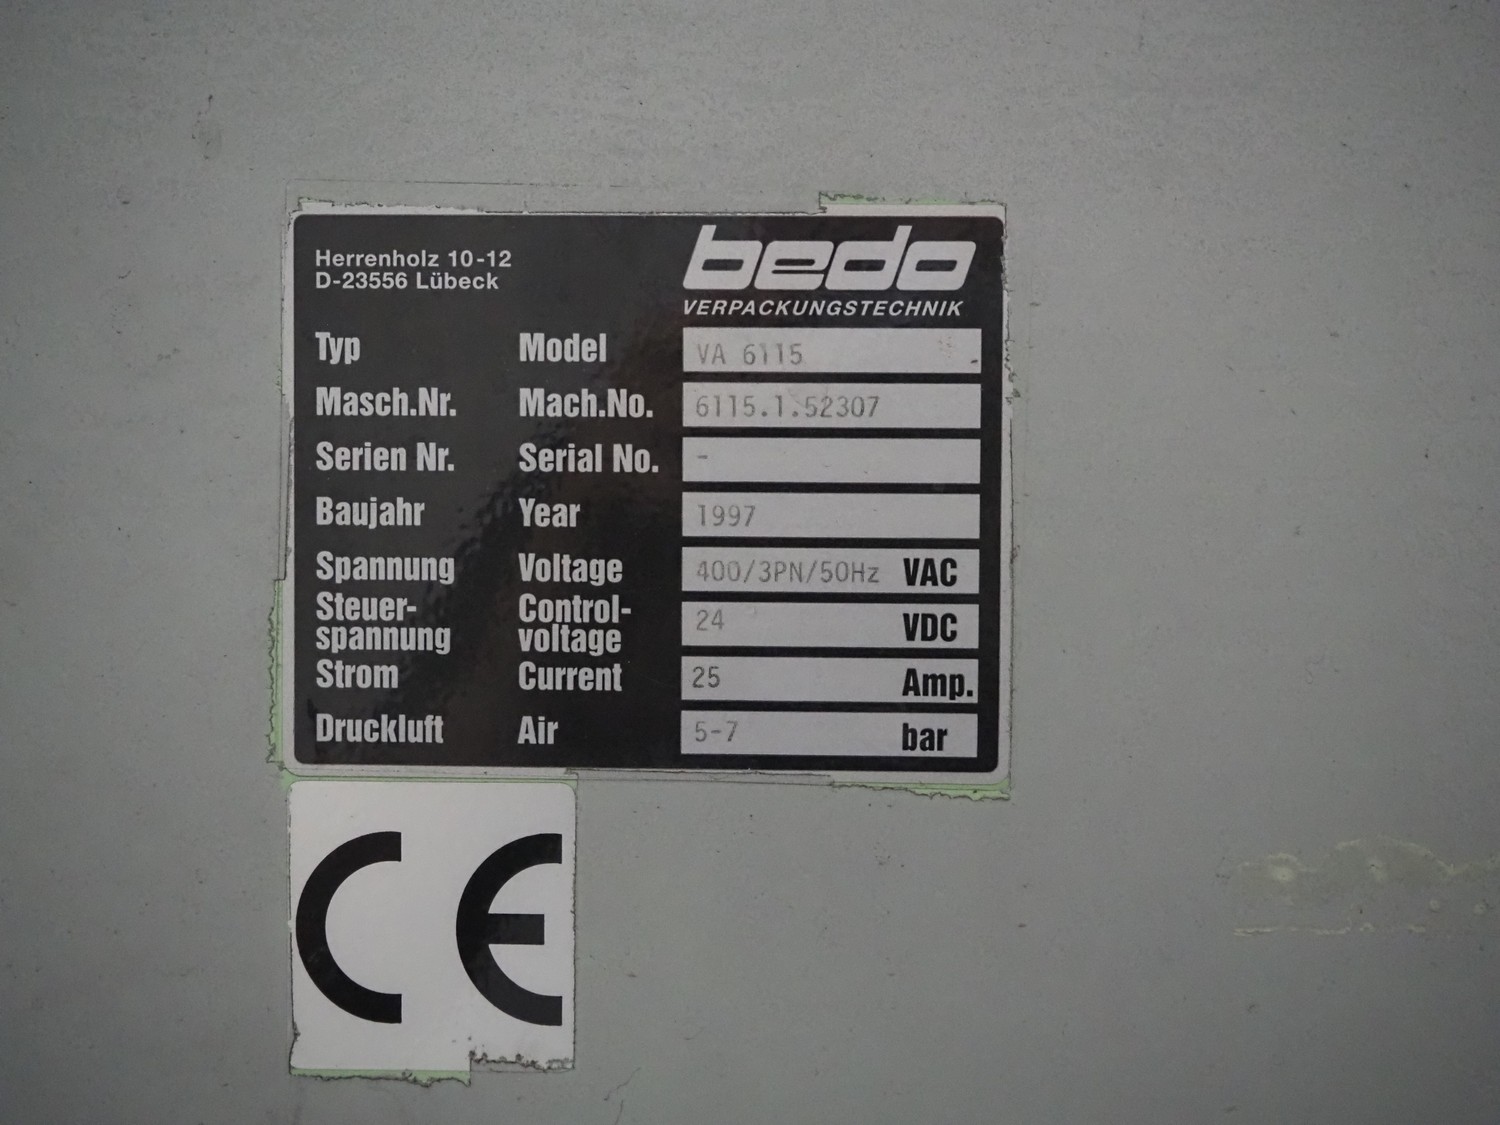 Herrenholz 10-12
D-23556 Lübeck
bedo
VERPACKUNGSTECHNIK
Typ Model VA 6115
Masch.Nr. Mach.No. 6115.1.52307
Serien Nr. Serial No. -
Baujahr Year 1997
Spannung Voltage 400/3PN/50Hz VAC
Steuer- Control-
spannung voltage 24 VDC
Strom Current 25 Amp.
Druckluft Air 5-7 bar
CE